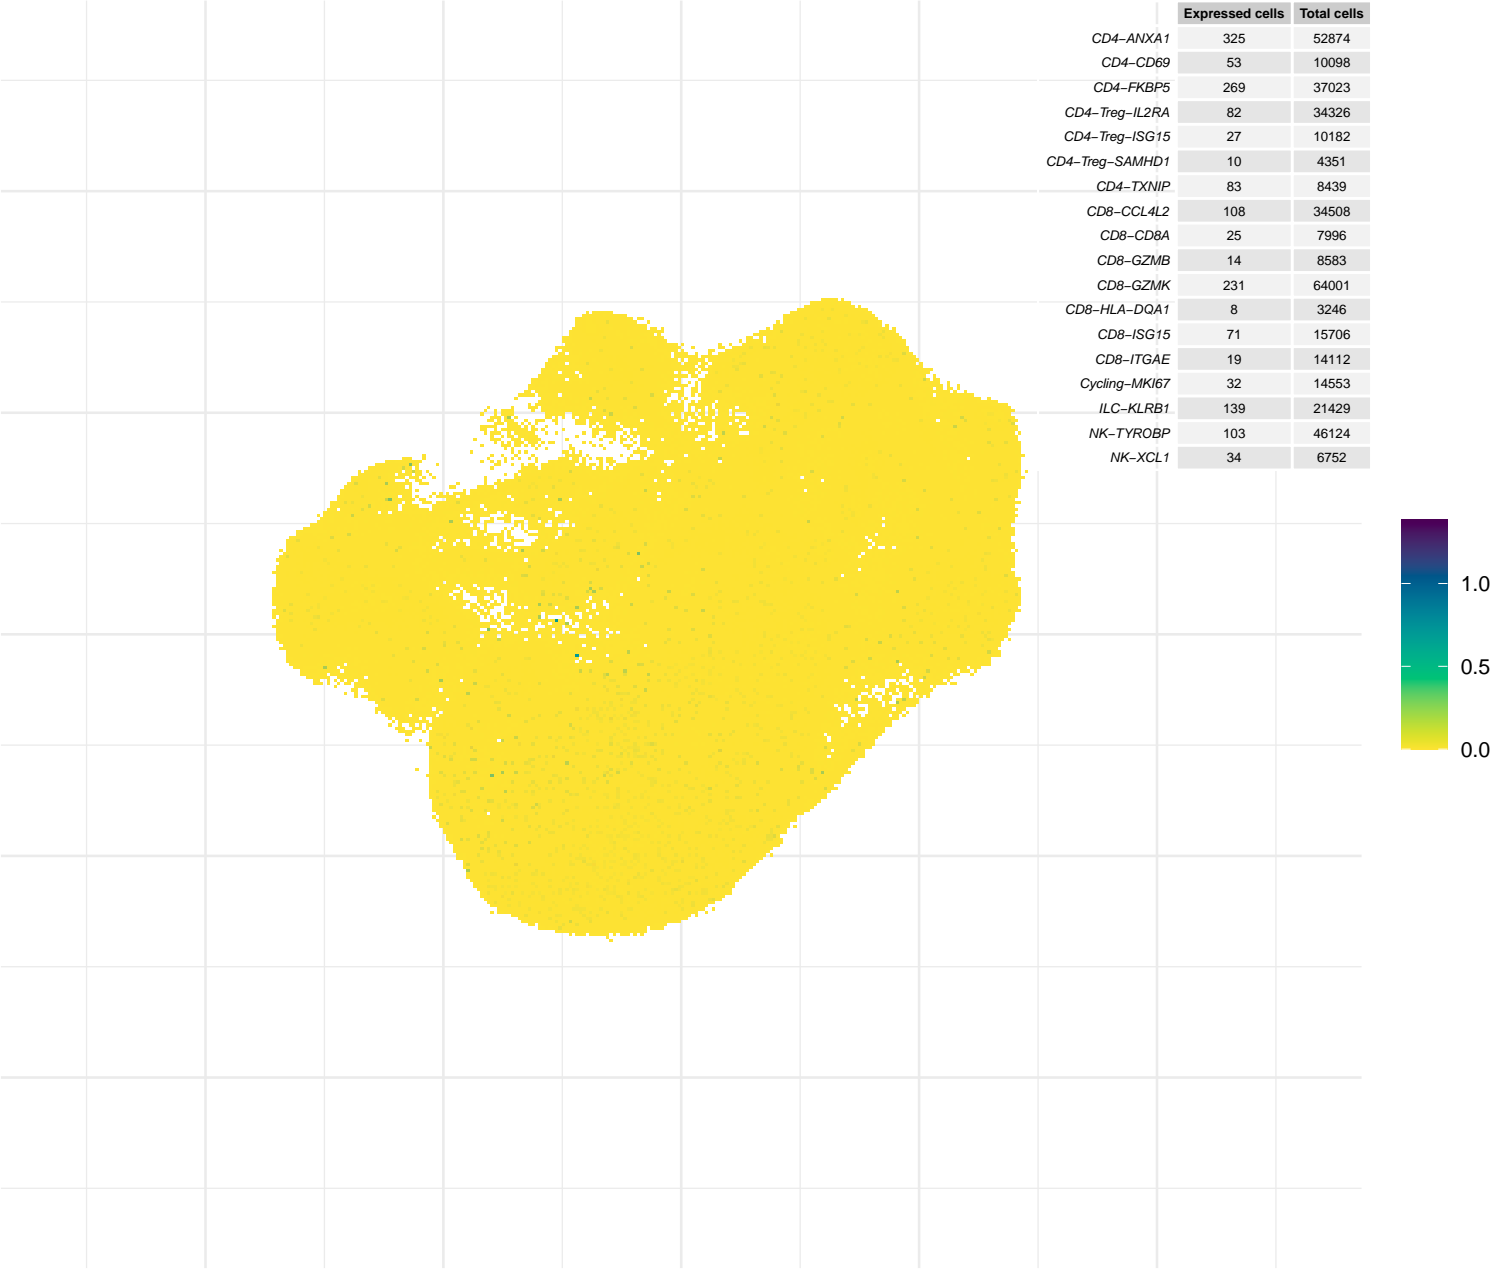 Expressed cells Total cells
CD4−ANXA1 325 52874
CD4−CD69 53 10098
CD4−FKBP5 269 37023
CD4−Treg−IL2RA 82 34326
CD4−Treg−ISG15 27 10182
CD4−Treg−SAMHD1 10 4351
CD4−TXNIP 83 8439
CD8−CCL4L2 108 34508
CD8−CD8A 25 7996
CD8−GZMB 14 8583
CD8−GZMK 231 64001
CD8−HLA−DQA1 8 3246
CD8−ISG15 71 15706
CD8−ITGAE 19 14112
Cycling−MKI67 32 14553
ILC−KLRB1 139 21429
NK−TYROBP 103 46124
NK−XCL1 34 6752
1.0
0.5
0.0